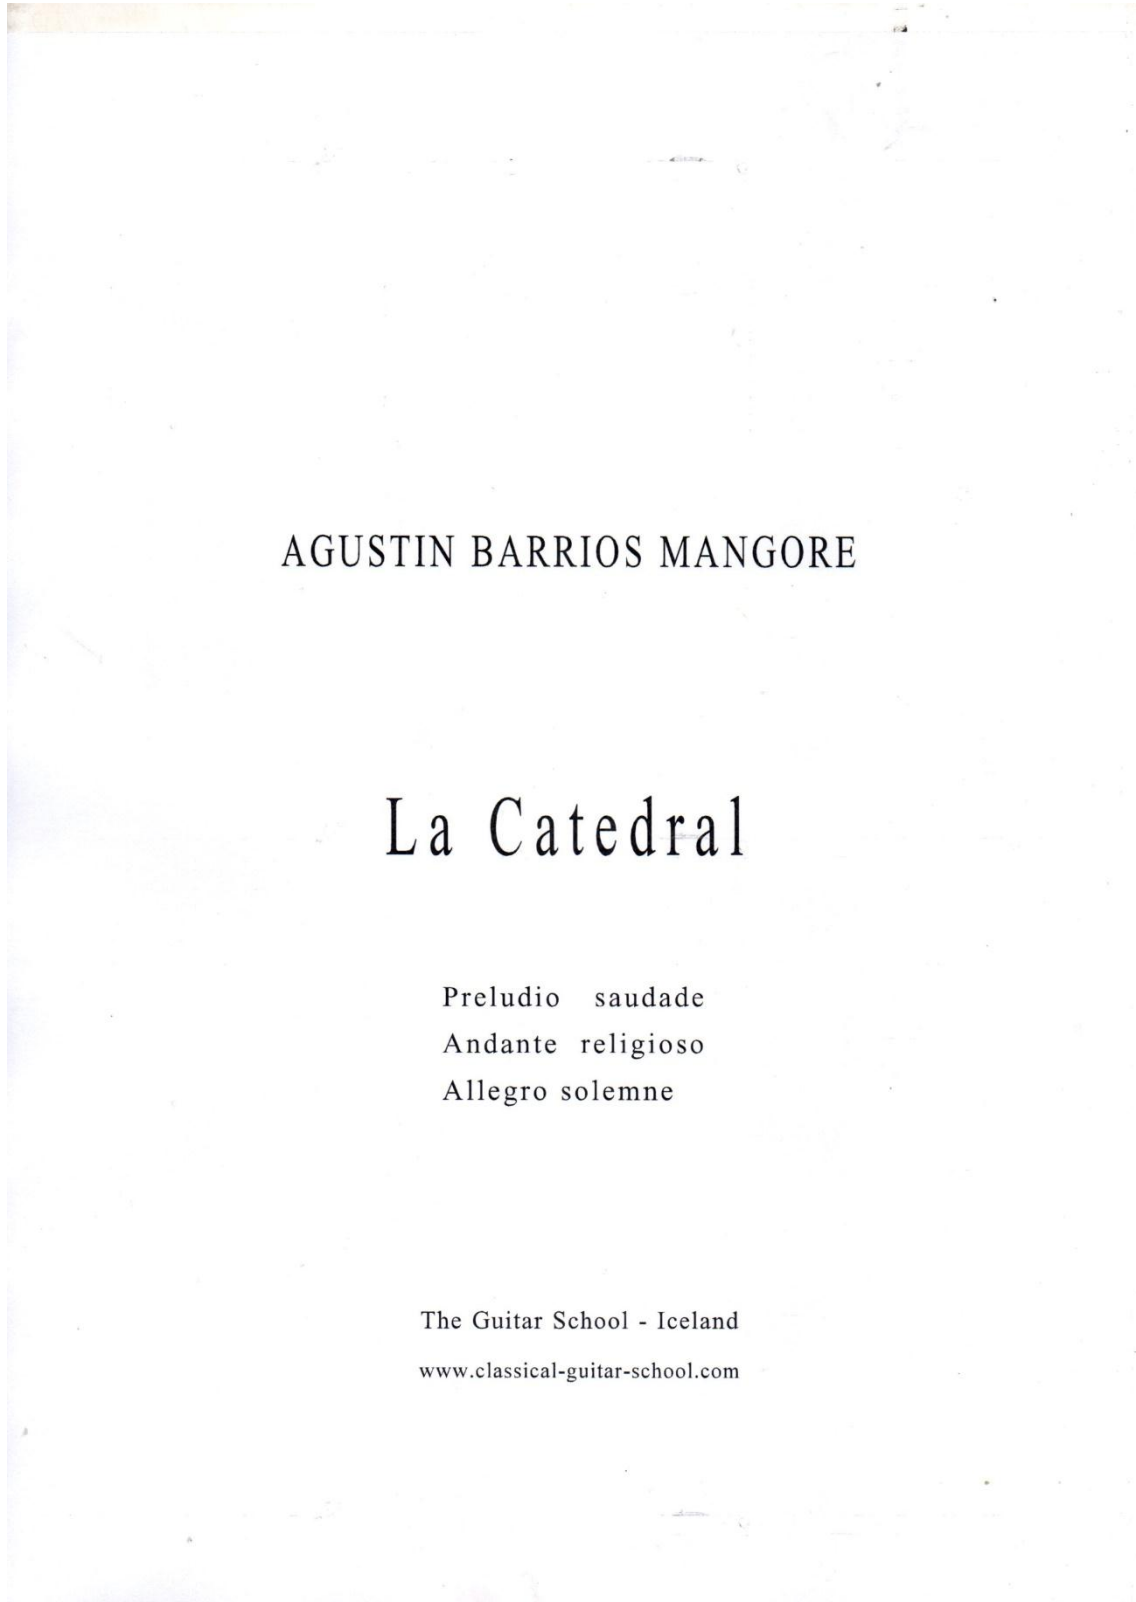 AGUSTIN BARRIOS MANGORE
La Catedral
Preludio saudade
Andante religioso
Allegro solemne
The Guitar School - Iceland
www.classical-guitar-school.com